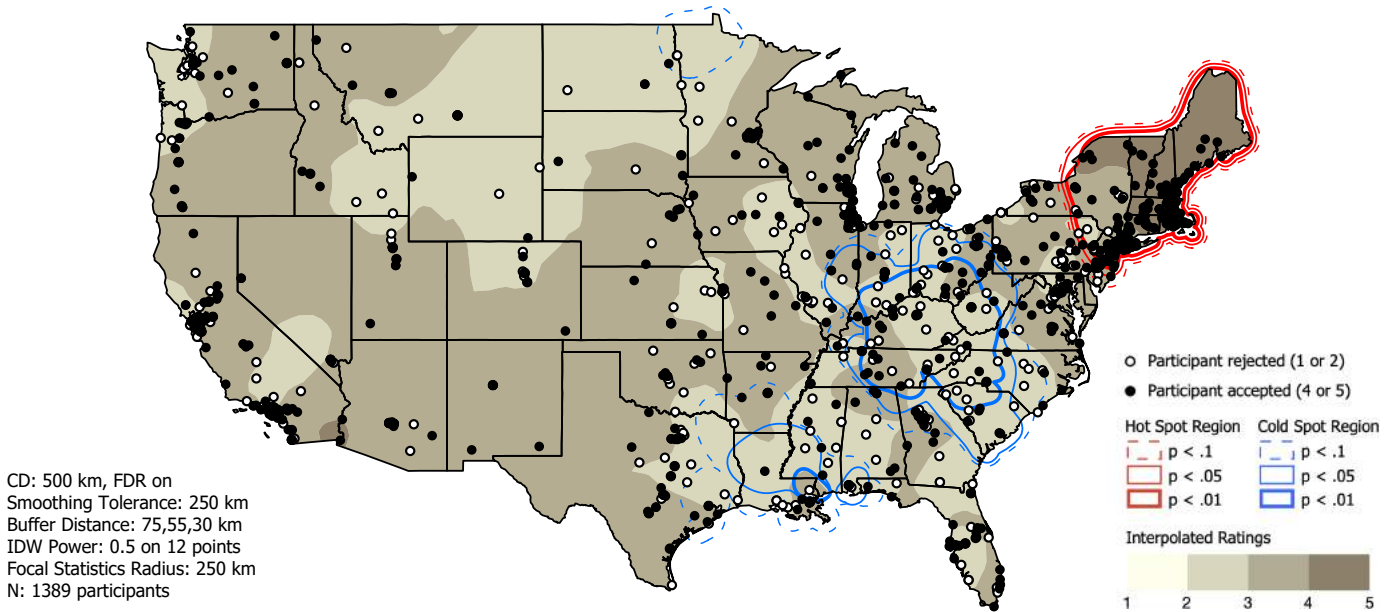 CD: 500 km, FDR on
Smoothing Tolerance: 250 km
Buffer Distance: 75,55,30 km
IDW Power: 0.5 on 12 points
Focal Statistics Radius: 250 km
N: 1389 participants
Participant rejected (1 or 2)
Participant accepted (4 or 5)
Hot Spot Region Cold Spot Region
p < .1 p < .1
p < .05 p < .05
p < .01 p < .01
Interpolated Ratings
1 2 3 4 5